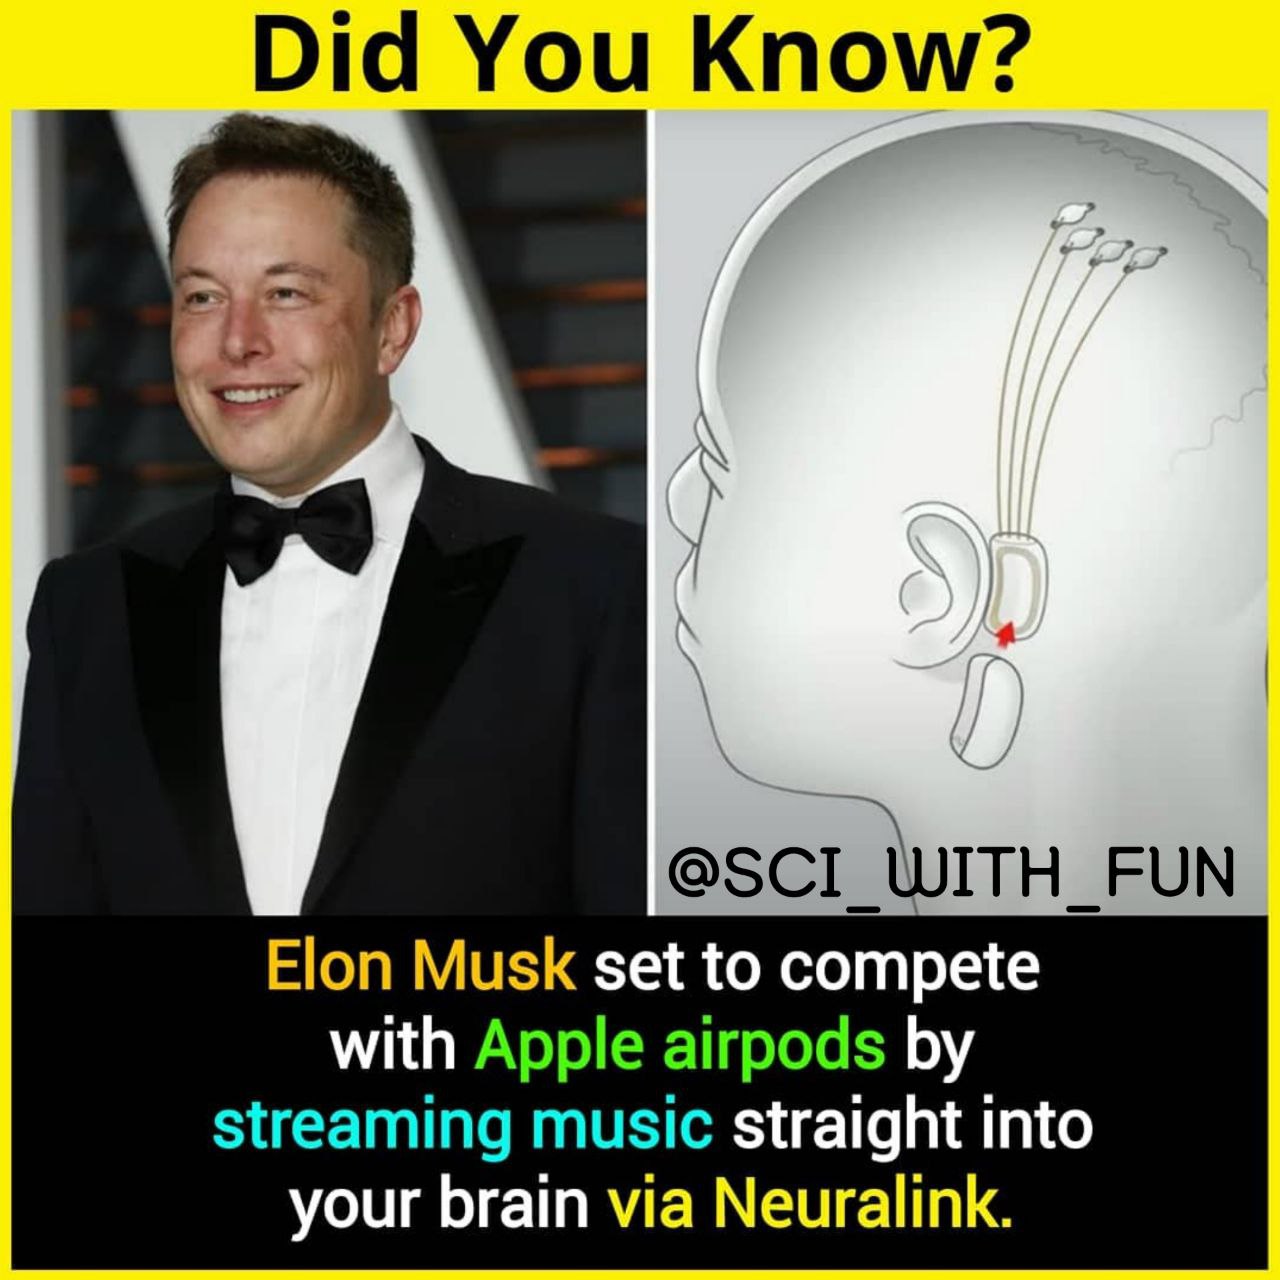 Did You Know?
@SCI_WITH_FUN
Elon Musk set to compete
with Apple airpods by
streaming music straight into
your brain via Neuralink.